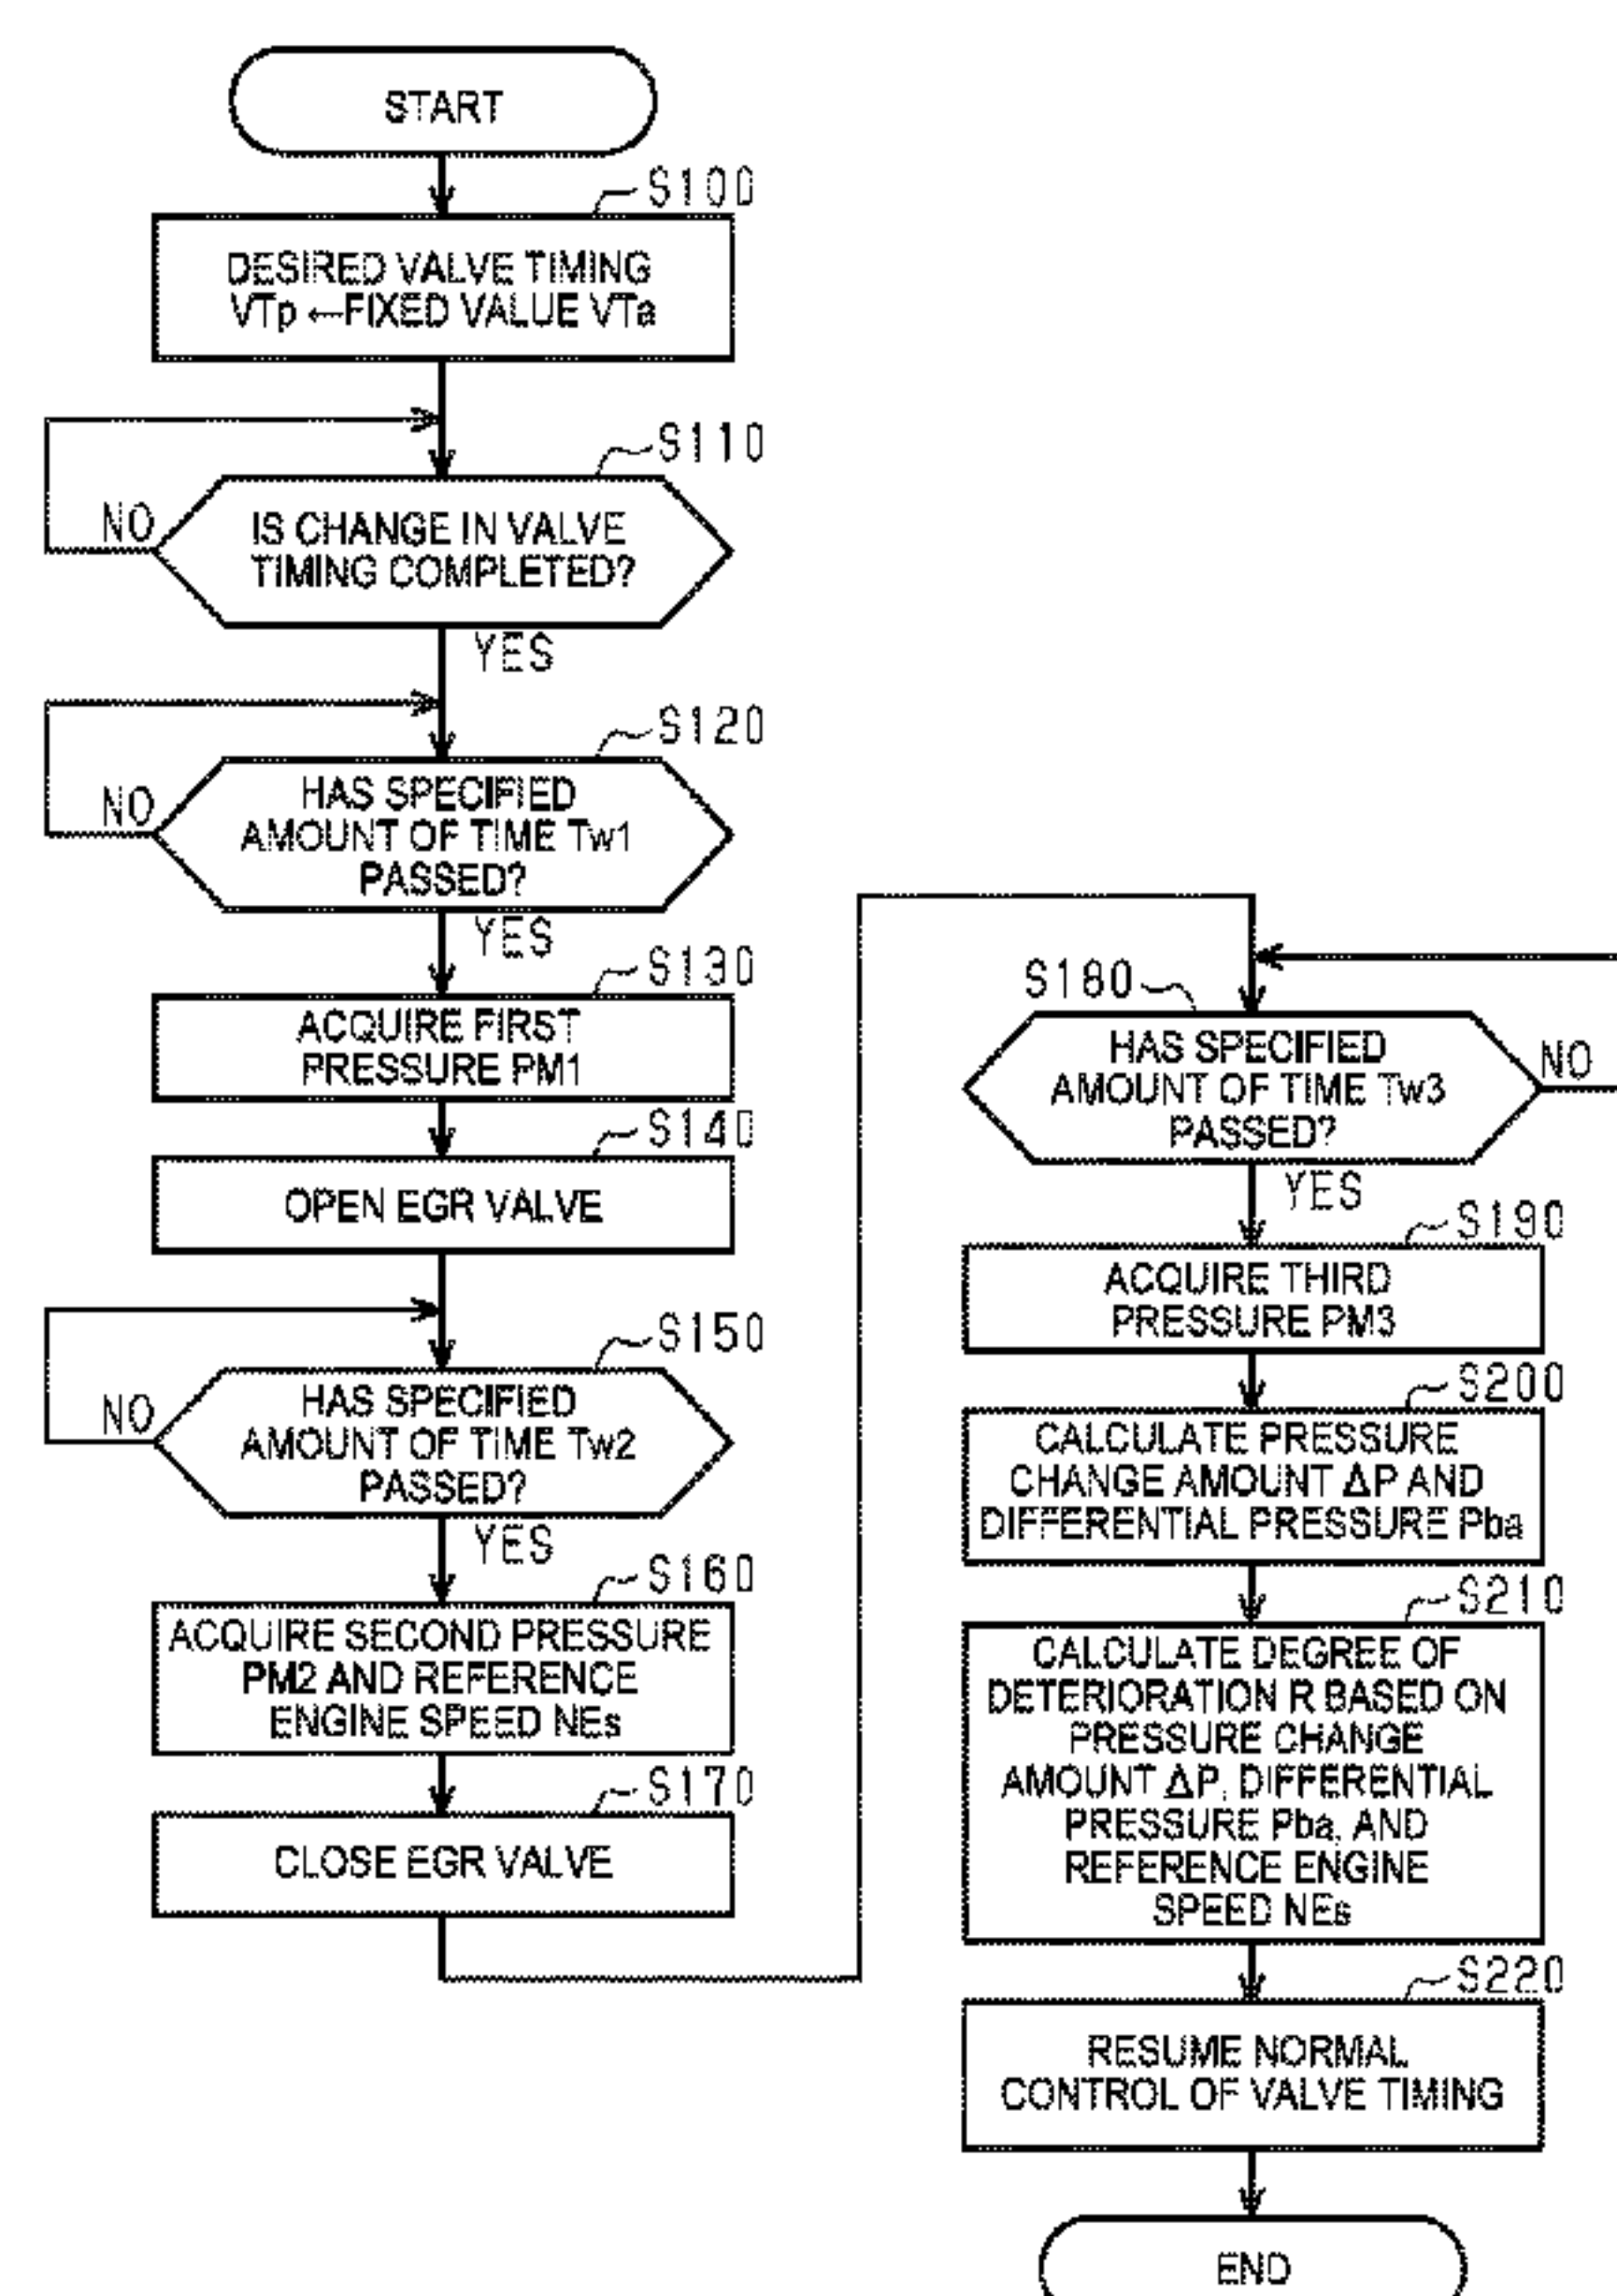 START
S100
DESIRED VALVE TIMING
VTp ←FIXED VALUE VTa
S110
NO
IS CHANGE IN VALVE
TIMING COMPLETED?
YES
S120
NO
HAS SPECIFIED
AMOUNT OF TIME Tw1
PASSED?
YES
S130
ACQUIRE FIRST
PRESSURE PM1
S140
OPEN EGR VALVE
S150
NO
HAS SPECIFIED
AMOUNT OF TIME Tw2
PASSED?
YES
S160
ACQUIRE SECOND PRESSURE
PM2 AND REFERENCE
ENGINE SPEED NEs
S170
CLOSE EGR VALVE
S180
HAS SPECIFIED
AMOUNT OF TIME Tw3
PASSED?
NO
YES
S190
ACQUIRE THIRD
PRESSURE PM3
S200
CALCULATE PRESSURE
CHANGE AMOUNT ΔP AND
DIFFERENTIAL PRESSURE Pba
S210
CALCULATE DEGREE OF
DETERIORATION R BASED ON
PRESSURE CHANGE
AMOUNT ΔP, DIFFERENTIAL
PRESSURE Pba, AND
REFERENCE ENGINE
SPEED NEs
S220
RESUME NORMAL
CONTROL OF VALVE TIMING
END